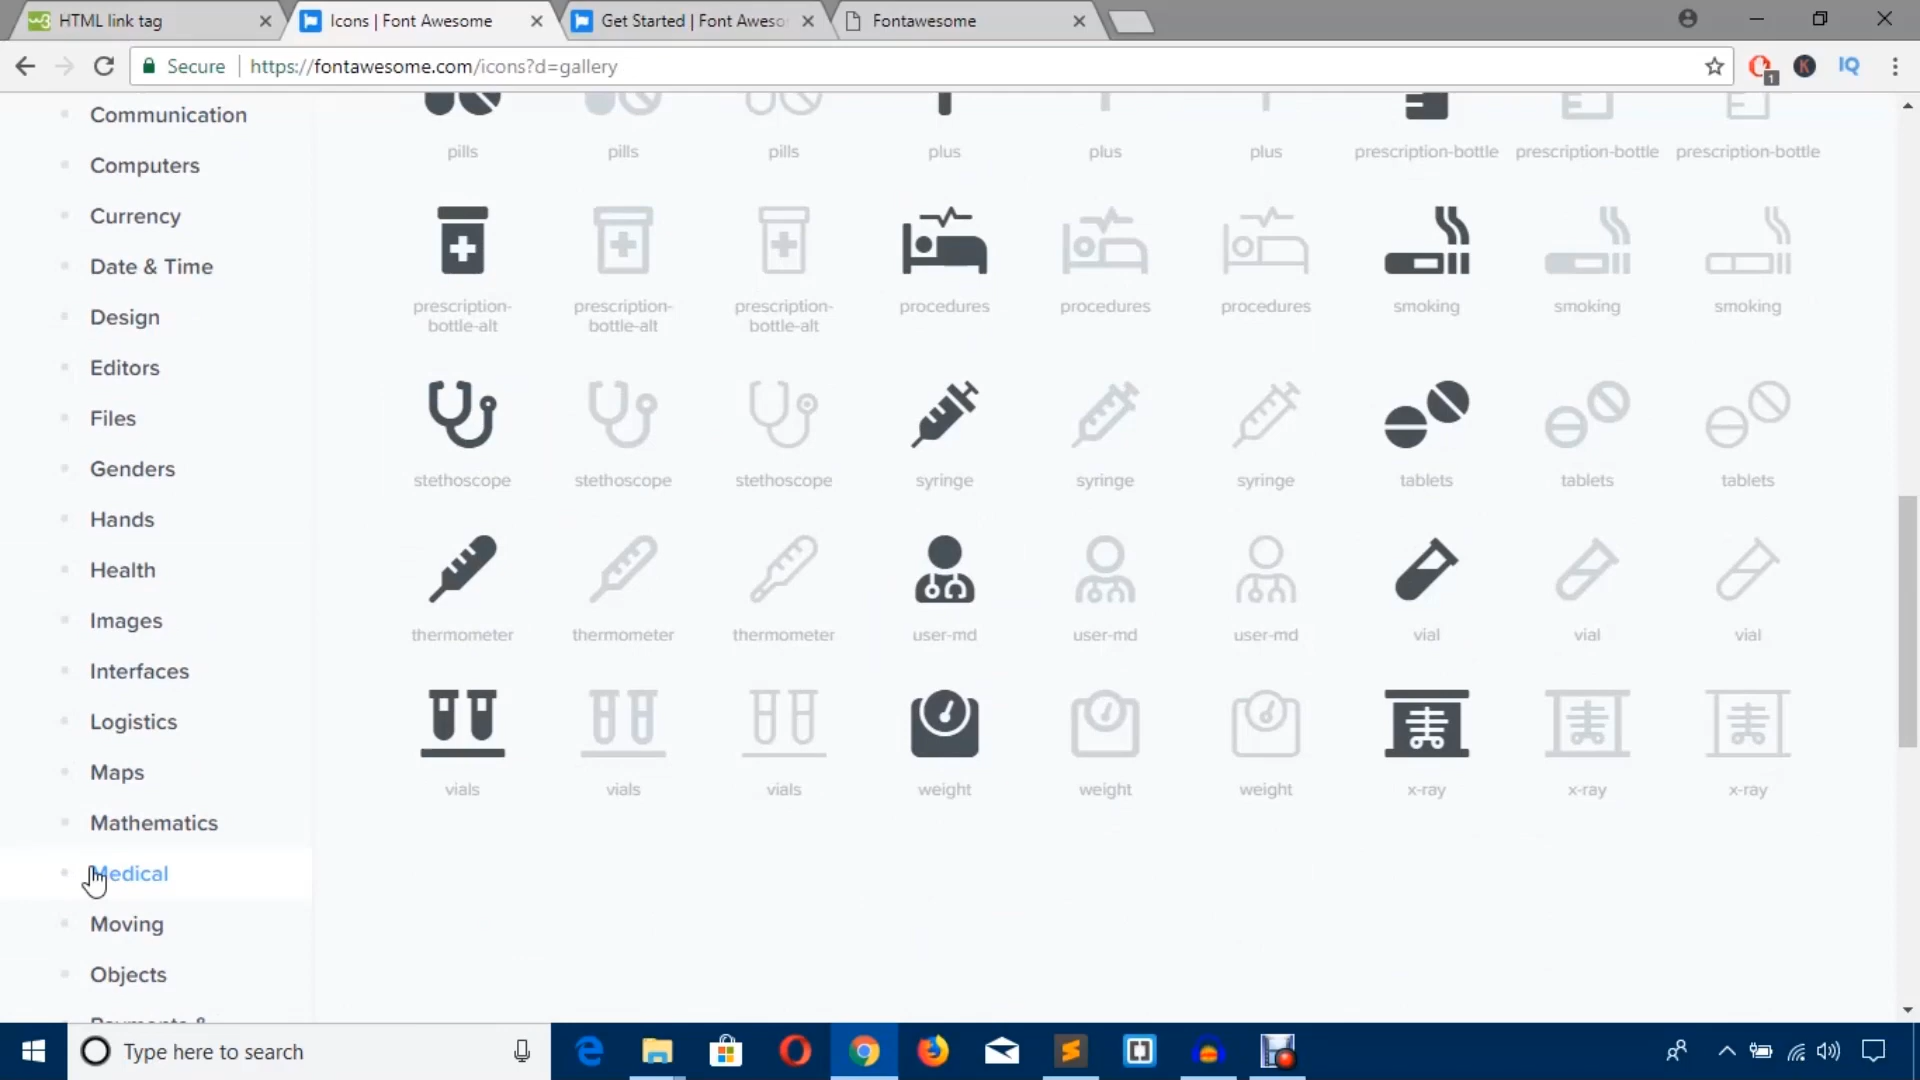 HTML link tag
Icons | Font Awesome
Get Started | Font Aweso
Fontawesome
Secure
https://fontawesome.com/icons?d=gallery
K
IQ
1
Communication
Computers
Currency
Date & Time
Design
Editors
Files
Genders
Hands
Health
Images
Interfaces
Logistics
Maps
Mathematics
Medical
Moving
Objects
pills pills pills plus plus plus prescription-bottle prescription-bottle prescription-bottle
prescription- prescription- prescription- procedures procedures procedures smoking smoking smoking
bottle-alt bottle-alt bottle-alt
stethoscope stethoscope stethoscope syringe syringe syringe tablets tablets tablets
thermometer thermometer thermometer user-md user-md user-md vial vial vial
vials vials vials weight weight weight x-ray x-ray x-ray
Type here to search